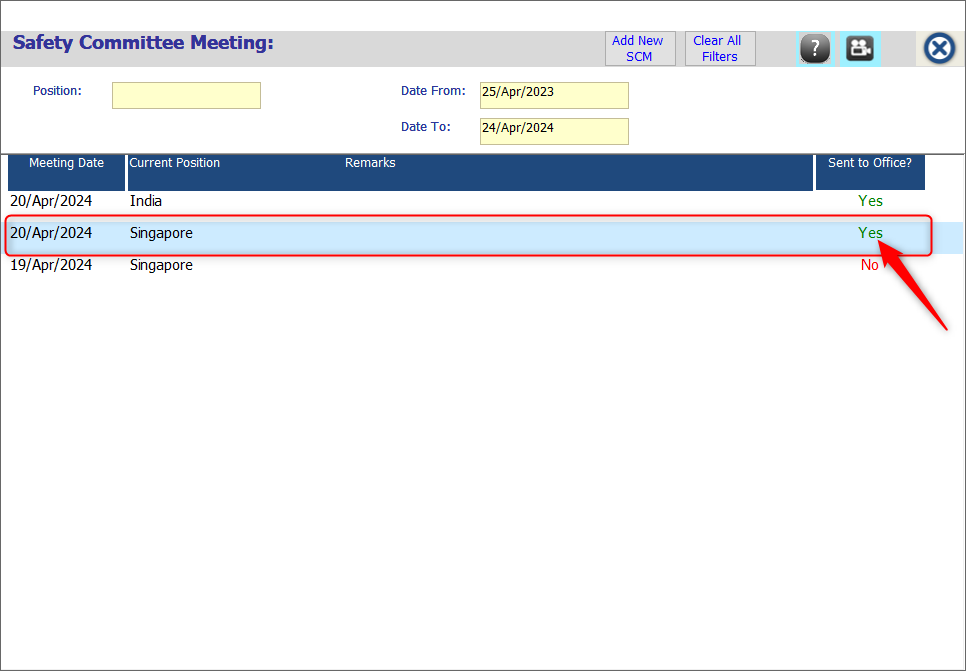 Safety Committee Meeting:
Add New
SCM
Clear All
Filters
?
Position:
Date From: 25/Apr/2023
Date To: 24/Apr/2024
Meeting Date Current Position Remarks Sent to Office?
20/Apr/2024 India Yes
20/Apr/2024 Singapore Yes
19/Apr/2024 Singapore No